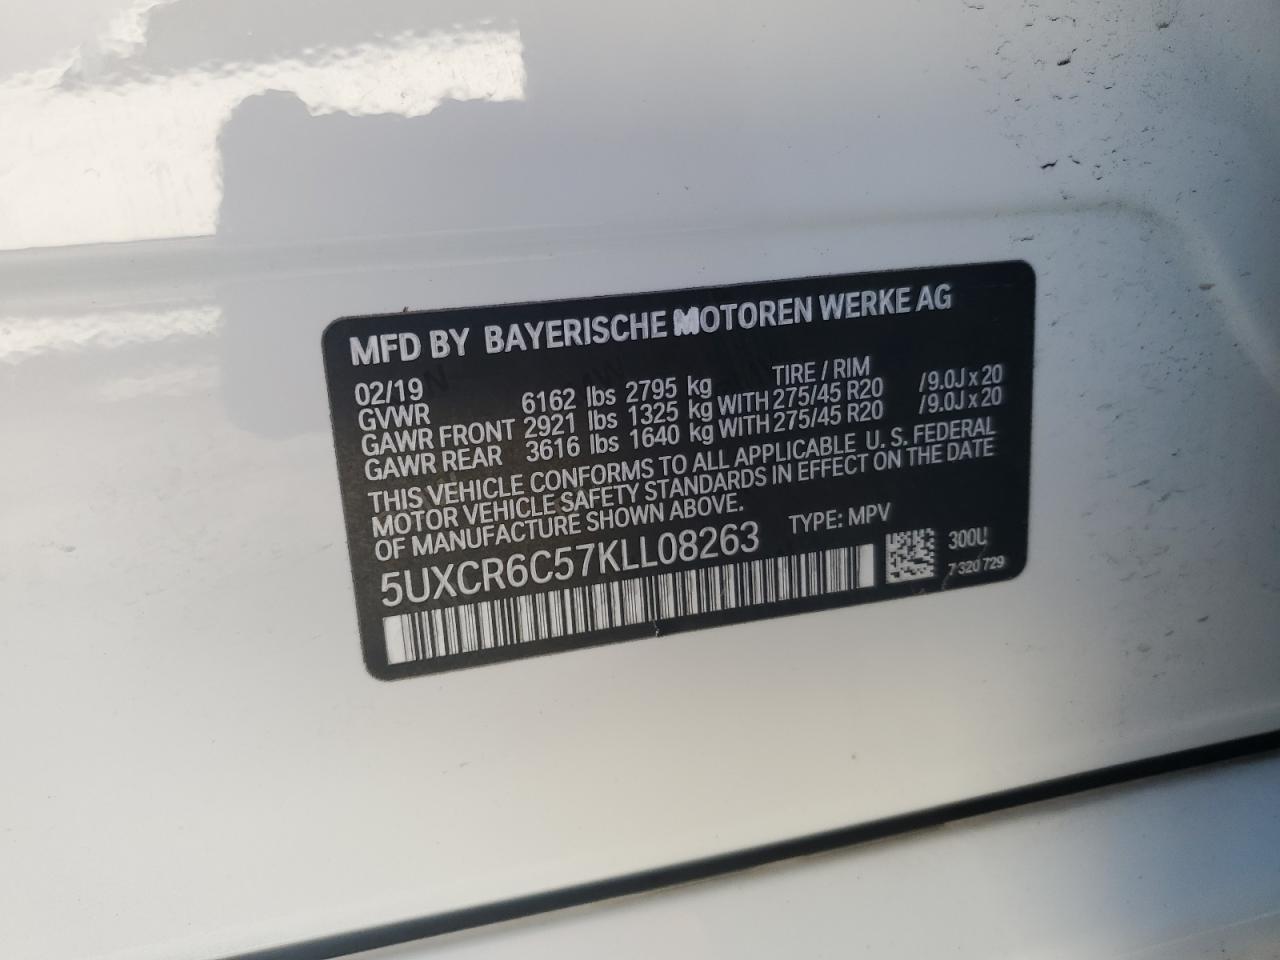 MFD BY BAYERISCHE MOTOREN WERKE AG
02/19 TIRE / RIM
GVWR 6162 lbs 2795 kg
GAWR FRONT 2921 lbs 1325 kg WITH 275/45 R20 /9.0J x 20
GAWR REAR 3616 lbs 1640 kg WITH 275/45 R20 /9.0J x 20
THIS VEHICLE CONFORMS TO ALL APPLICABLE U. S. FEDERAL
MOTOR VEHICLE SAFETY STANDARDS IN EFFECT ON THE DATE
OF MANUFACTURE SHOWN ABOVE.
5UXCR6C57KLL08263 TYPE: MPV
300U
7 320 729